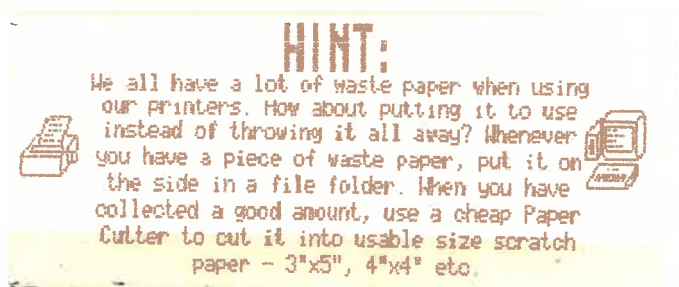 HINT:
We all have a lot of waste paper when using
our printers. How about putting it to use
instead of throwing it all away? Whenever
you have a piece of waste paper, put it on
the side in a file folder. When you have
collected a good amount, use a cheap Paper
Cutter to cut it into usable size scratch
paper - 3"x5", 4"x4" etc.